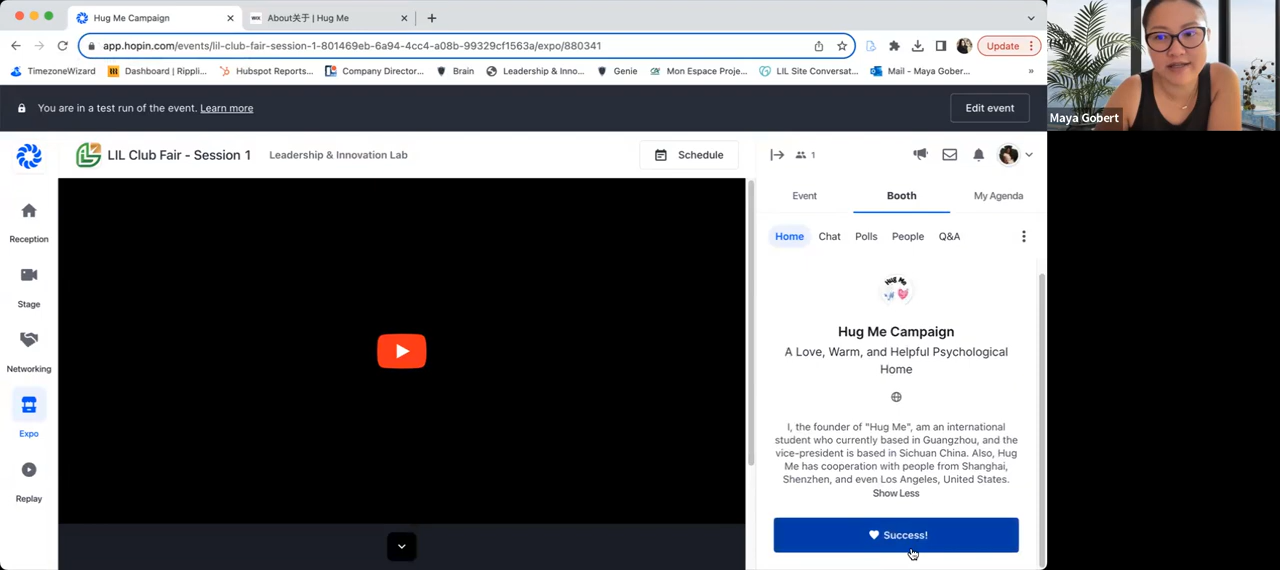 Hug Me Campaign
WIX About关于 | Hug Me
app.hopin.com/events/lil-club-fair-session-1-801469eb-6a94-4cc4-a08b-99329cf1563a/expo/880341
Update
TimezoneWizard
Dashboard | Rippli...
Hubspot Reports...
Company Director...
Brain
Leadership & Inno...
Genie
Mon Espace Proje...
LIL Site Conversat...
Mail - Maya Gober...
»
Maya Gobert
You are in a test run of the event. Learn more
Edit event
LIL Club Fair - Session 1
Leadership & Innovation Lab
Schedule
1
Reception
Stage
Networking
Expo
Replay
Event
Booth
My Agenda
Home
Chat
Polls
People
Q&A
HUG ME
Hug Me Campaign
A Love, Warm, and Helpful Psychological
Home
I, the founder of "Hug Me", am an international
student who currently based in Guangzhou, and the
vice-president is based in Sichuan China. Also, Hug
Me has cooperation with people from Shanghai,
Shenzhen, and even Los Angeles, United States.
Show Less
Success!